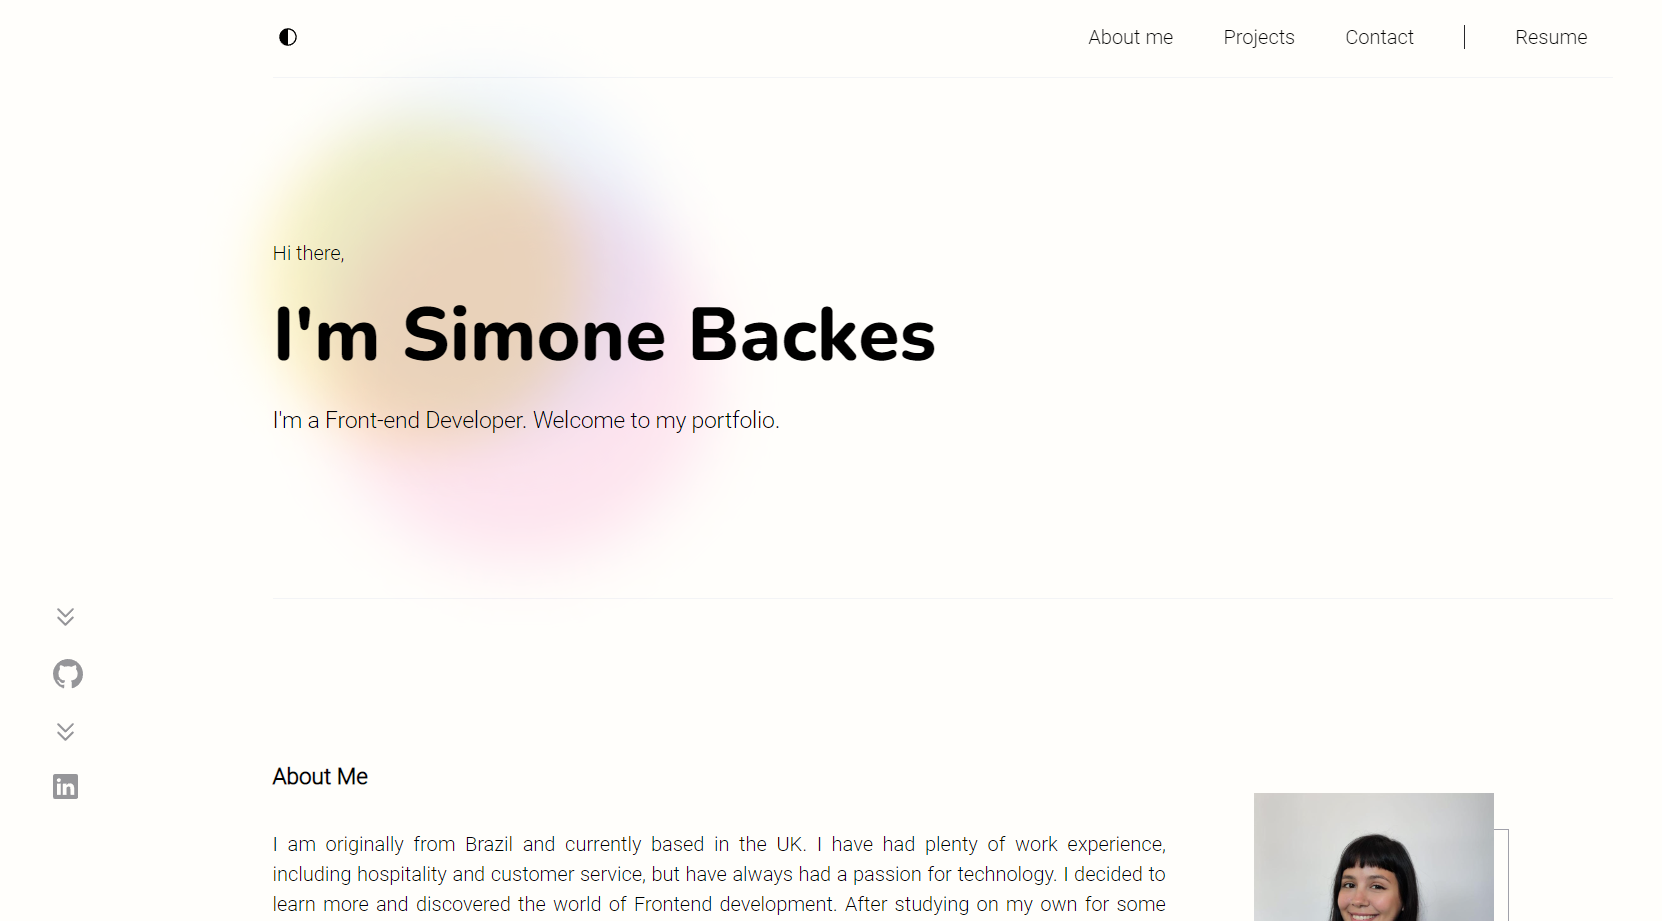 About me Projects Contact Resume
Hi there,
I'm Simone Backes
I'm a Front-end Developer. Welcome to my portfolio.
in
About Me
I am originally from Brazil and currently based in the UK. I have had plenty of work experience,
including hospitality and customer service, but have always had a passion for technology. I decided to
learn more and discovered the world of Frontend development. After studying on my own for some